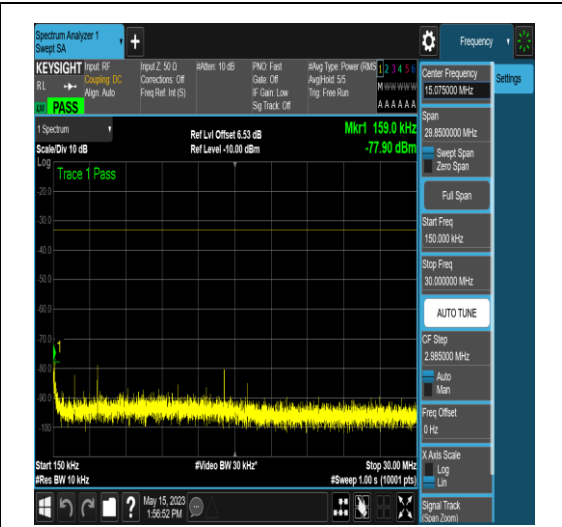 Spectrum Analyzer 1
Swept SA
+
Frequency
KEYSIGHT
RL
LXI
PASS
Input: RF
Coupling: DC
Align: Auto
Input Z: 50 Ω
Corrections: Off
Freq Ref: Int (S)
#Atten: 10 dB
PNO: Fast
Gate: Off
IF Gain: Low
Sig Track: Off
#Avg Type: Power (RMS
Avg|Hold: 5/5
Trig: Free Run
1 2 3 4 5 6
M w w w w w
A A A A A A
1 Spectrum
Scale/Div 10 dB
Ref Lvl Offset 6.53 dB
Ref Level -10.00 dBm
Mkr1 159.0 kHz
-77.90 dBm
Log
Trace 1 Pass
-20.0
-30.0
-40.0
-50.0
-60.0
-70.0
-80.0
-90.0
-100
1
Start 150 kHz
#Res BW 10 kHz
#Video BW 30 kHz*
Stop 30.00 MHz
#Sweep 1.00 s (10001 pts)
?
May 15, 2023
1:56:52 PM
Center Frequency
15.075000 MHz
Settings
Span
29.8500000 MHz
Swept Span
Zero Span
Full Span
Start Freq
150.000 kHz
Stop Freq
30.000000 MHz
AUTO TUNE
CF Step
2.985000 MHz
Auto
Man
Freq Offset
0 Hz
X Axis Scale
Log
Lin
Signal Track
(Span Zoom)